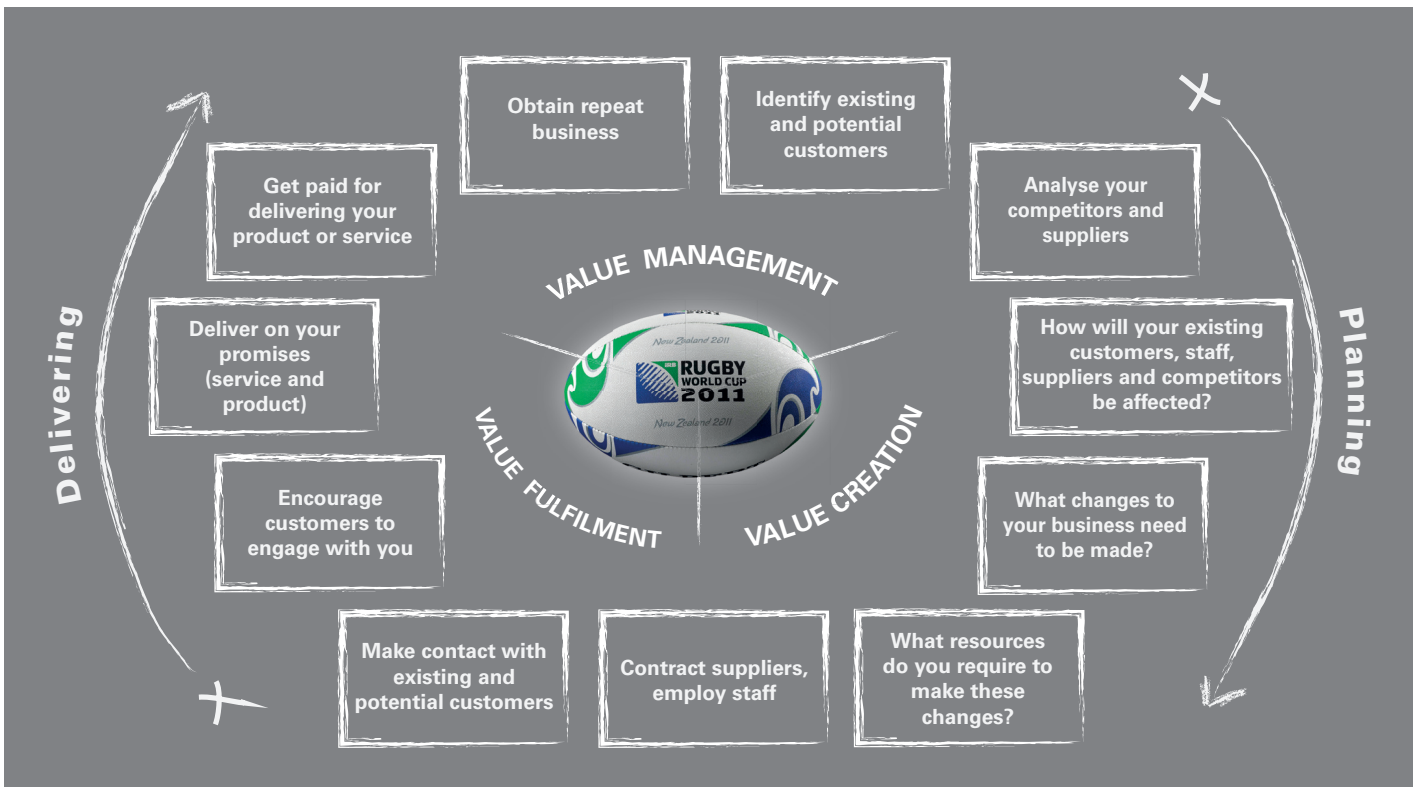 Obtain repeat
business
Identify existing
and potential
customers
Analyse your
competitors and
suppliers
How will your existing
customers, staff,
suppliers and competitors
be affected?
What changes to
your business need
to be made?
What resources
do you require to
make these
changes?
Contract suppliers,
employ staff
Make contact with
existing and
potential customers
Encourage
customers to
engage with you
Deliver on your
promises
(service and
product)
Get paid for
delivering your
product or service
Delivering
Planning
VALUE MANAGEMENT
VALUE CREATION
VALUE FULFILMENT
2011
New Zealand 2011
RUGBY
WORLD CUP
2011
New Zealand 2011